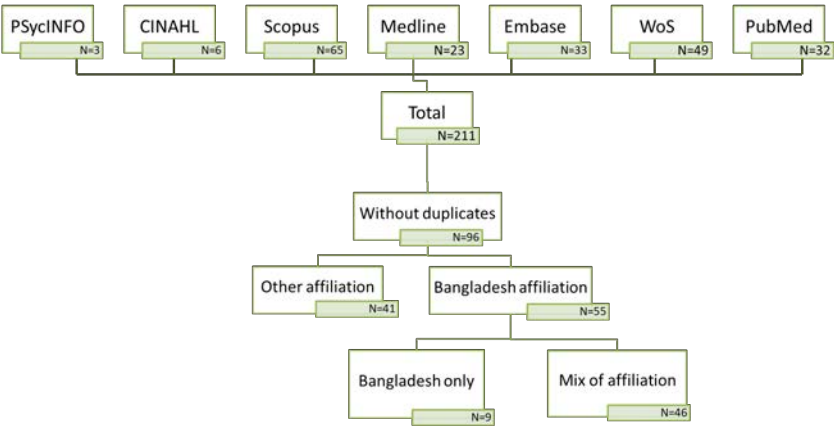 PSycINFO
N=3
CINAHL
N=6
Scopus
N=65
Medline
N=23
Embase
N=33
WoS
N=49
PubMed
N=32
Total
N=211
Without duplicates
N=96
Other affiliation
N=41
Bangladesh affiliation
N=55
Bangladesh only
N=9
Mix of affiliation
N=46